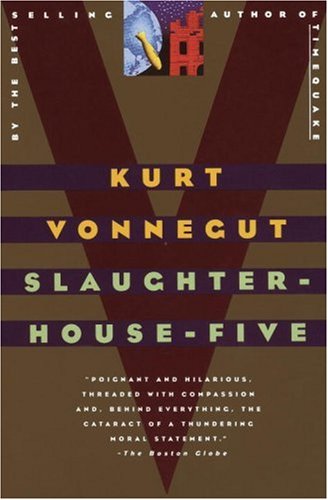 BY THE BEST
SELLING
AUTHOR OF
TIMEQUAKE
KURT
VONNEGUT
SLAUGHTER-
HOUSE-FIVE
"POIGNANT AND HILARIOUS,
THREADED WITH COMPASSION
AND, BEHIND EVERYTHING, THE
CATARACT OF A THUNDERING
MORAL STATEMENT."
-The Boston Globe